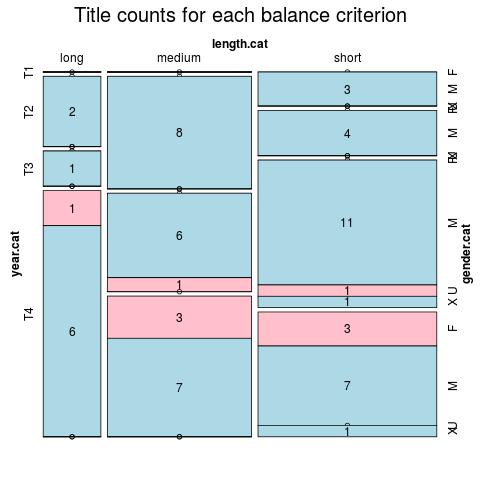 Title counts for each balance criterion
length.cat
long medium short
T1 F
3 M
T2 2 8 4 M
T3 1 6 11 M
1 1 1 U
1 X
year.cat gender.cat
T4 3 3 F
6 7 7 M
1